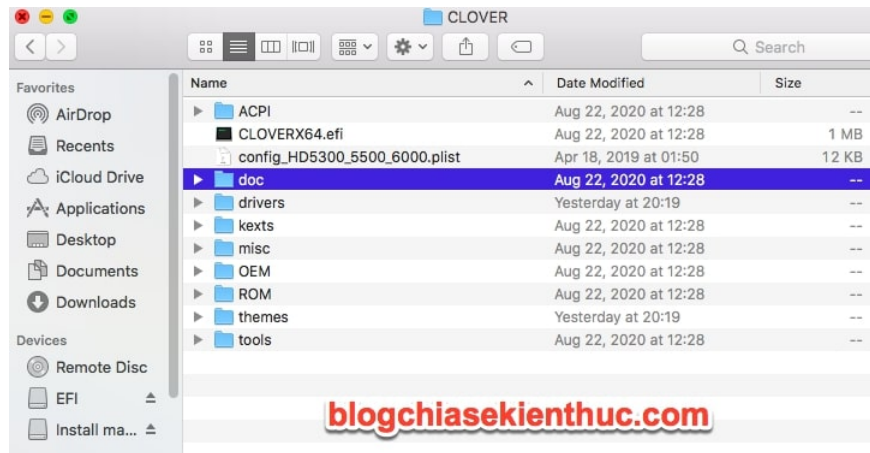 CLOVER
Search
Favorites
AirDrop
Recents
iCloud Drive
Applications
Desktop
Documents
Downloads
Devices
Remote Disc
EFI
Install ma...
Name Date Modified Size
ACPI Aug 22, 2020 at 12:28 --
CLOVERX64.efi Aug 22, 2020 at 12:28 1 MB
config_HD5300_5500_6000.plist Apr 18, 2019 at 01:50 12 KB
doc Aug 22, 2020 at 12:28 --
drivers Yesterday at 20:19 --
kexts Aug 22, 2020 at 12:28 --
misc Aug 22, 2020 at 12:28 --
OEM Aug 22, 2020 at 12:28 --
ROM Aug 22, 2020 at 12:28 --
themes Yesterday at 20:19 --
tools Aug 22, 2020 at 12:28 --
blogchiasekienthuc.com